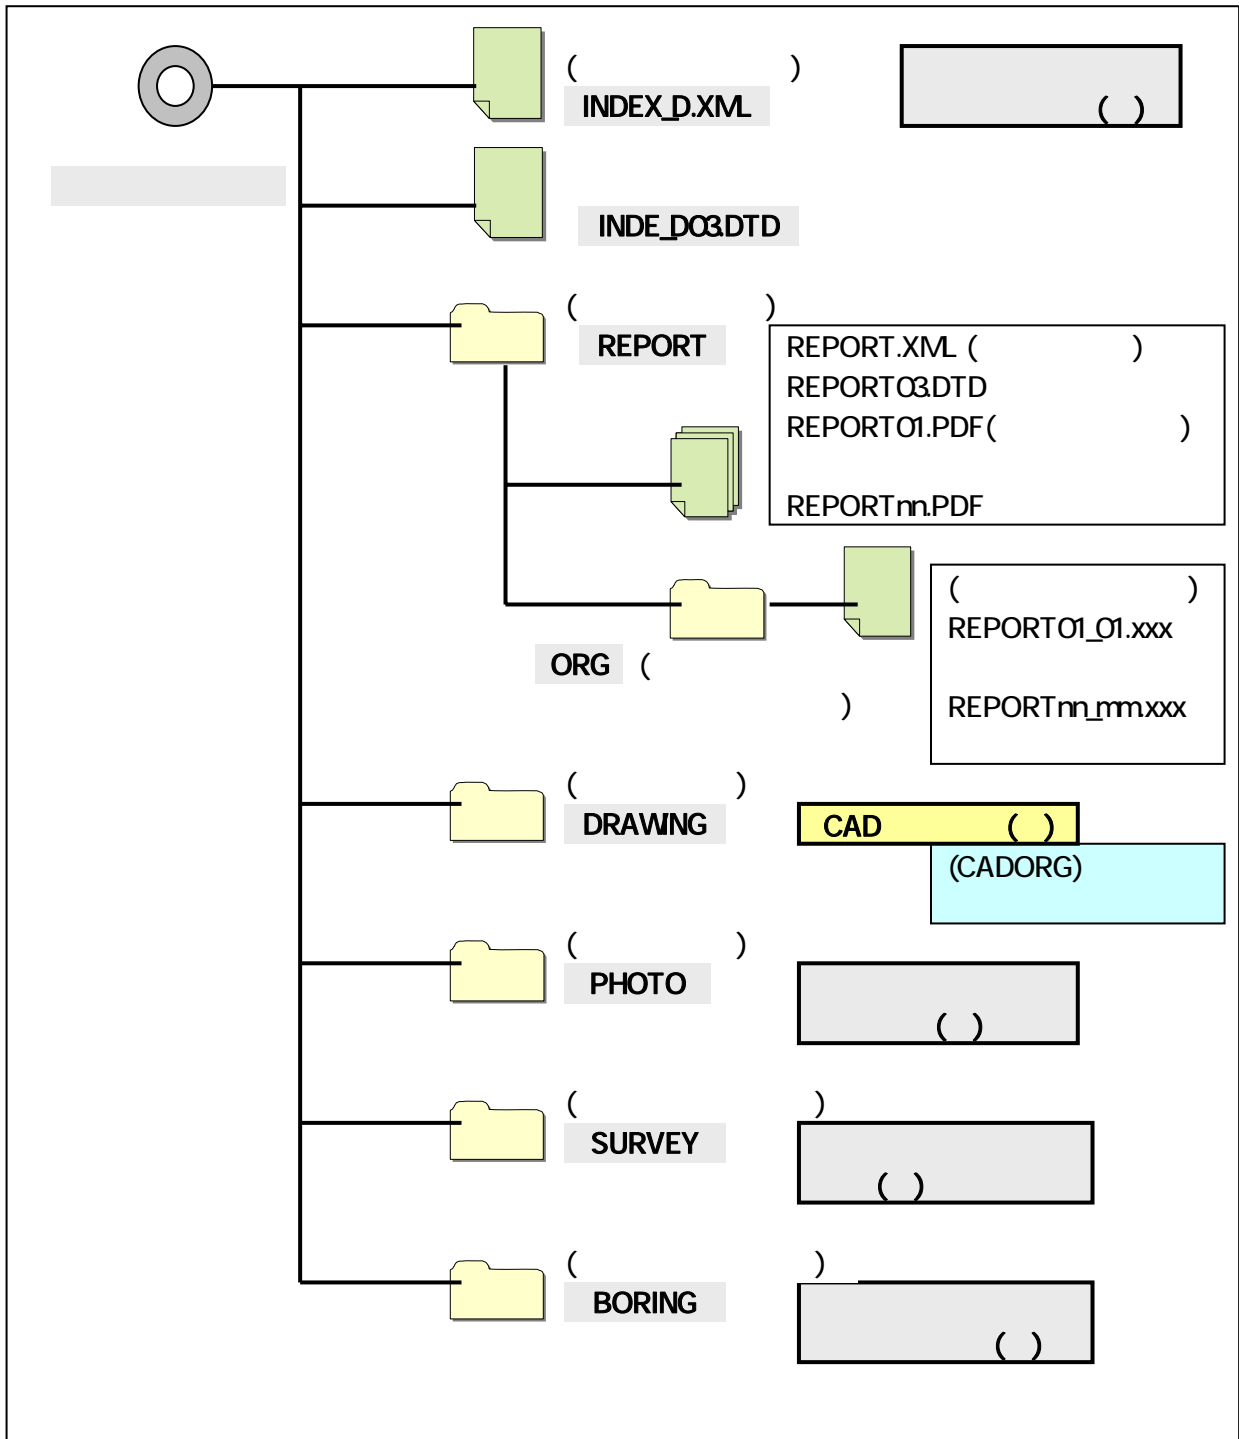 ( )
INDEX_D.XML
( )
INDE_D03.DTD
( )
REPORT
REPORT.XML ( )
REPORT03.DTD
REPORT01.PDF( )
REPORTnn.PDF
( )
REPORT01_01.xxx
REPORTnn_mm.xxx
ORG (
)
( )
DRAWING
CAD ( )
(CADORG)
( )
PHOTO
( )
( )
SURVEY
( )
( )
BORING
( )